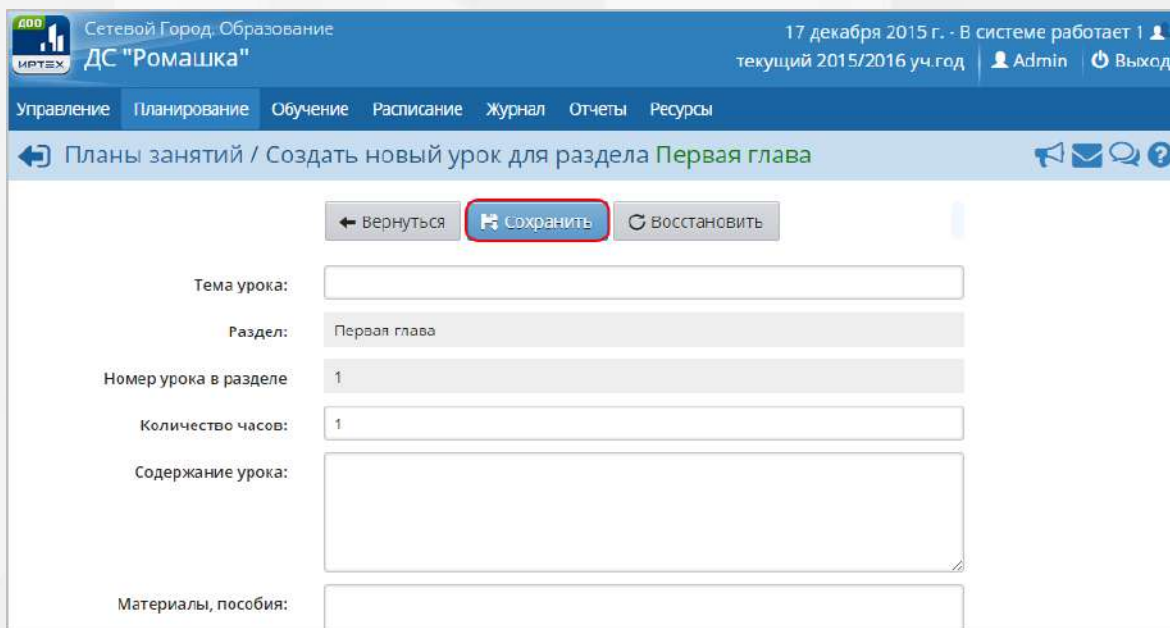 ДОО
ИРТЕХ
Сетевой Город. Образование
ДС "Ромашка"
17 декабря 2015 г. - В системе работает 1
текущий 2015/2016 уч.год Admin Выход
Управление Планирование Обучение Расписание Журнал Отчеты Ресурсы
Планы занятий / Создать новый урок для раздела Первая глава
Вернуться Сохранить Восстановить
Тема урока:
Раздел: Первая глава
Номер урока в разделе 1
Количество часов: 1
Содержание урока:
Материалы, пособия: